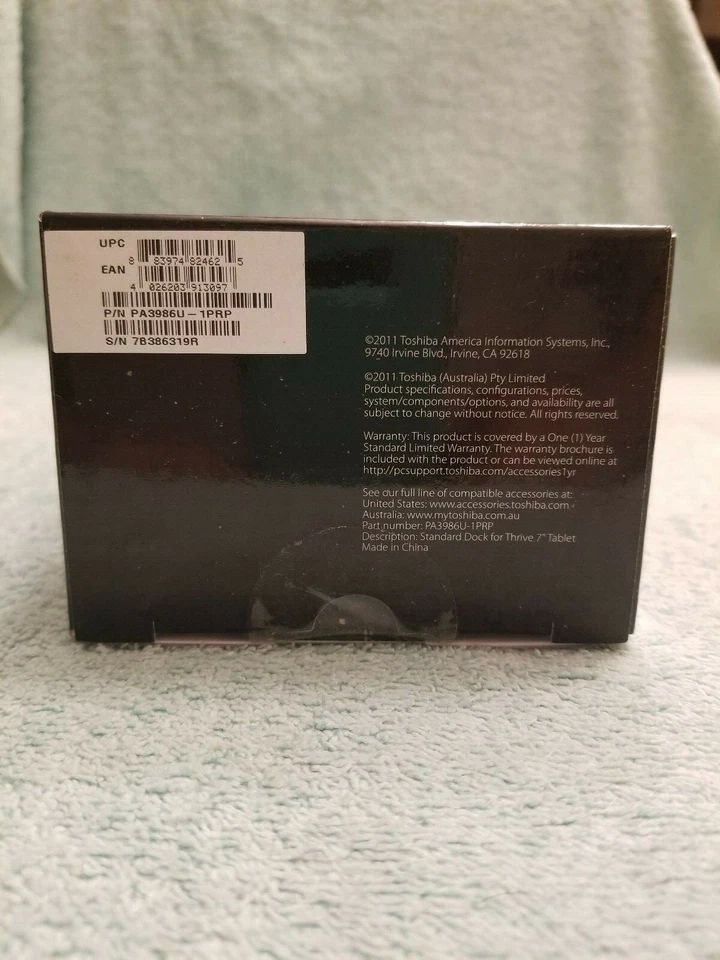 UPC
8 83974 82462 5
EAN
4 026203 913097
P/N PA3986U-1PRP
S/N 7B386319R
©2011 Toshiba America Information Systems, Inc.,
9740 Irvine Blvd., Irvine, CA 92618
©2011 Toshiba (Australia) Pty Limited
Product specifications, configurations, prices,
system/components/options, and availability are all
subject to change without notice. All rights reserved.
Warranty: This product is covered by a One (1) Year
Standard Limited Warranty. The warranty brochure is
included with the product or can be viewed online at
http://pcsupport.toshiba.com/accessories1yr
See our full line of compatible accessories at:
United States: www.accessories.toshiba.com
Australia: www.mytoshiba.com.au
Part number: PA3986U-1PRP
Description: Standard Dock for Thrive 7" Tablet
Made in China